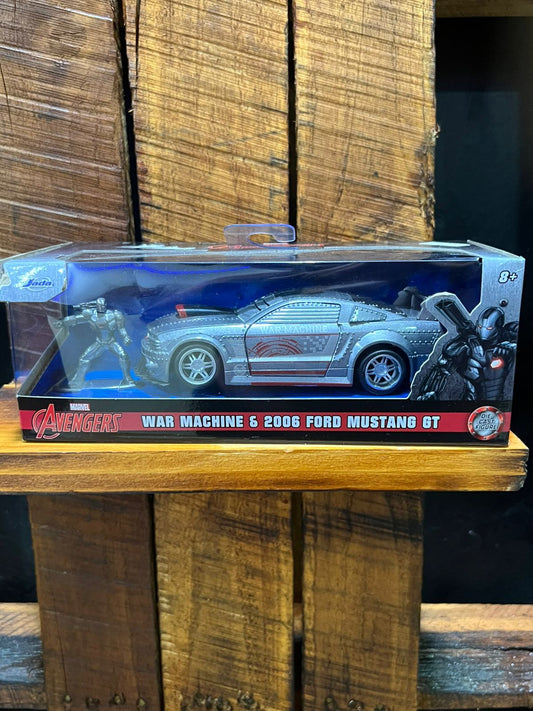 Jada
8+
WAR MACHINE
MARVEL
AVENGERS
WAR MACHINE & 2006 FORD MUSTANG GT
DIE
CAST
FIGURE